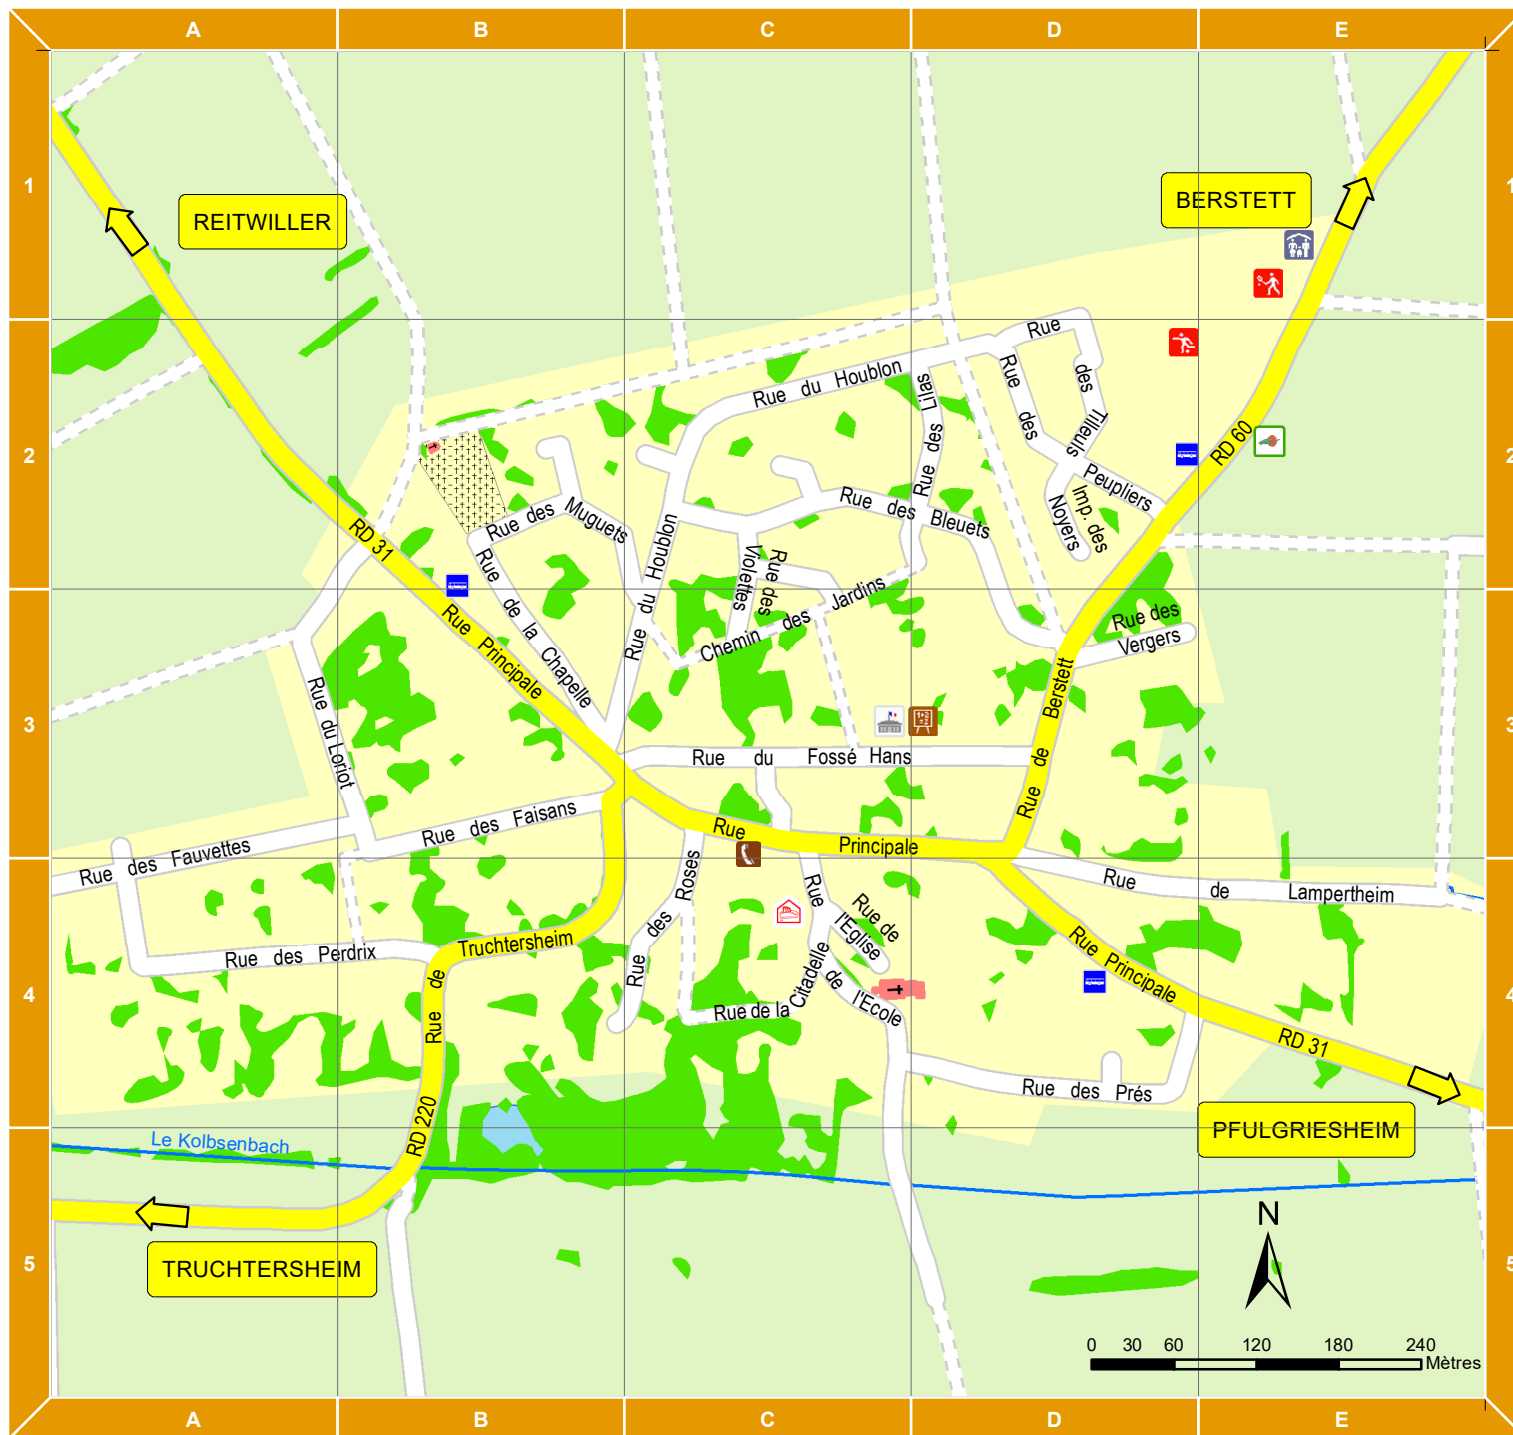 A B C D E
1
1
REITWILLER
BERSTETT
Rue du Houblon
Rue des Tilleuls
Rue des Lilas
Rue des Peupliers
2
2
RD 60
Rue des Muguets
Rue des Bleuets
Imp. des Noyers
RD 31
Rue du Houblon
Rue des Violettes
Chemin des Jardins
Rue des Vergers
Rue Principale
Rue de la Chapelle
Rue du Loriot
3
3
Rue de Berstett
Rue du Fossé Hans
Rue des Faisans
Rue Principale
Rue des Fauvettes
Rue des Roses
Rue de Lampertheim
Rue de l'Eglise
Rue des Perdrix
Rue de Truchtersheim
Rue de la Citadelle
Rue de l'Ecole
Rue Principale
4
4
RD 31
Rue des Prés
RD 220
PFULGRIESHEIM
Le Kolbsenbach
N
TRUCHTERSHEIM
5
5
0 30 60 120 180 240
Mètres
A B C D E